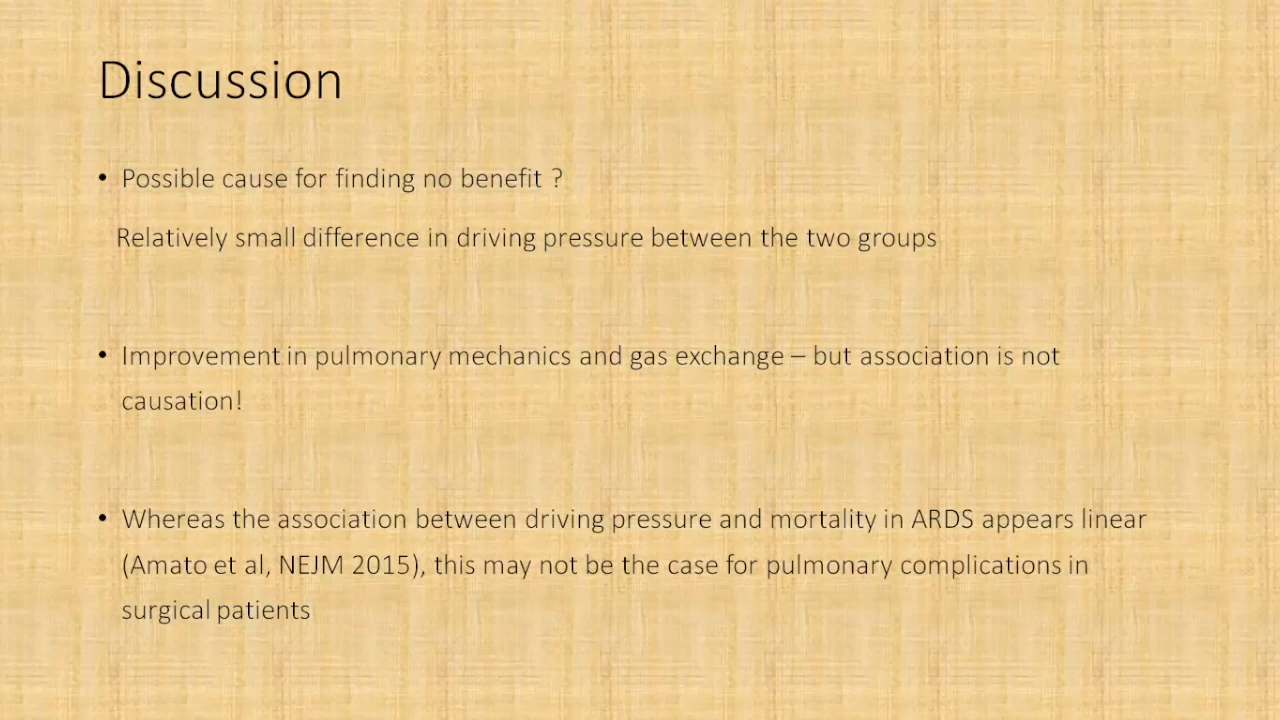 Discussion
• Possible cause for finding no benefit ?
Relatively small difference in driving pressure between the two groups
• Improvement in pulmonary mechanics and gas exchange – but association is not
causation!
• Whereas the association between driving pressure and mortality in ARDS appears linear
(Amato et al, NEJM 2015), this may not be the case for pulmonary complications in
surgical patients